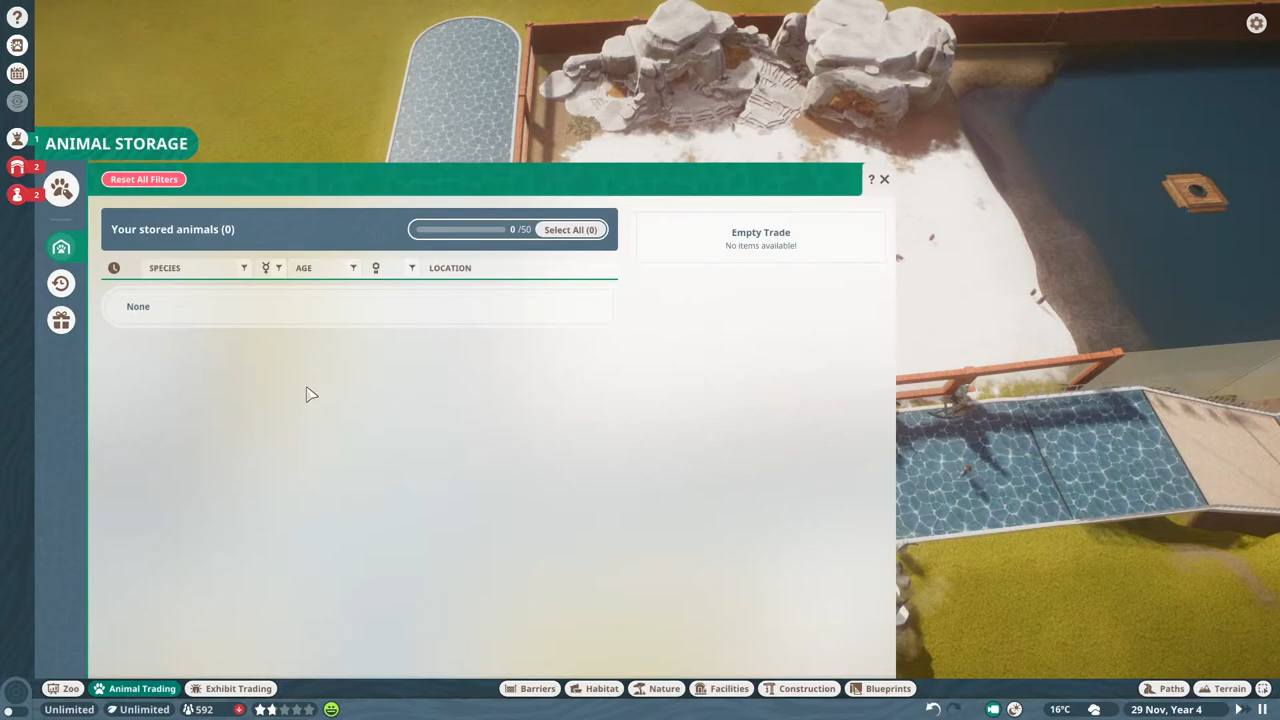 ANIMAL STORAGE
1
2
2
Reset All Filters
?
Your stored animals (0)
0 /50
Select All (0)
Empty Trade
No items available!
SPECIES
AGE
LOCATION
None
Zoo
Animal Trading
Exhibit Trading
Barriers
Habitat
Nature
Facilities
Construction
Blueprints
Paths
Terrain
Unlimited
Unlimited
592
16°C
29 Nov, Year 4